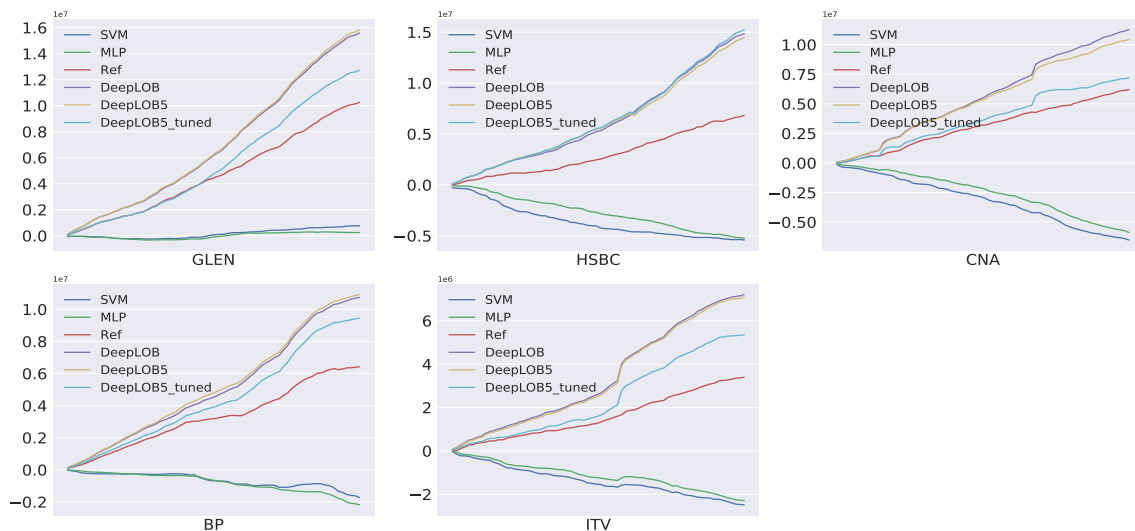 1e7
1.6
1.4
1.2
1.0
0.8
0.6
0.4
0.2
0.0
SVM
MLP
Ref
DeepLOB
DeepLOB5
DeepLOB5_tuned
GLEN
1e7
1.5
1.0
0.5
0.0
−0.5
SVM
MLP
Ref
DeepLOB
DeepLOB5
DeepLOB5_tuned
HSBC
1e6
1.00
0.75
0.50
0.25
0.00
−0.25
−0.50
SVM
MLP
Ref
DeepLOB
DeepLOB5
DeepLOB5_tuned
CNA
1e7
1.0
0.8
0.6
0.4
0.2
0.0
−0.2
SVM
MLP
Ref
DeepLOB
DeepLOB5
DeepLOB5_tuned
BP
1e6
6
4
2
0
−2
SVM
MLP
Ref
DeepLOB
DeepLOB5
DeepLOB5_tuned
ITV